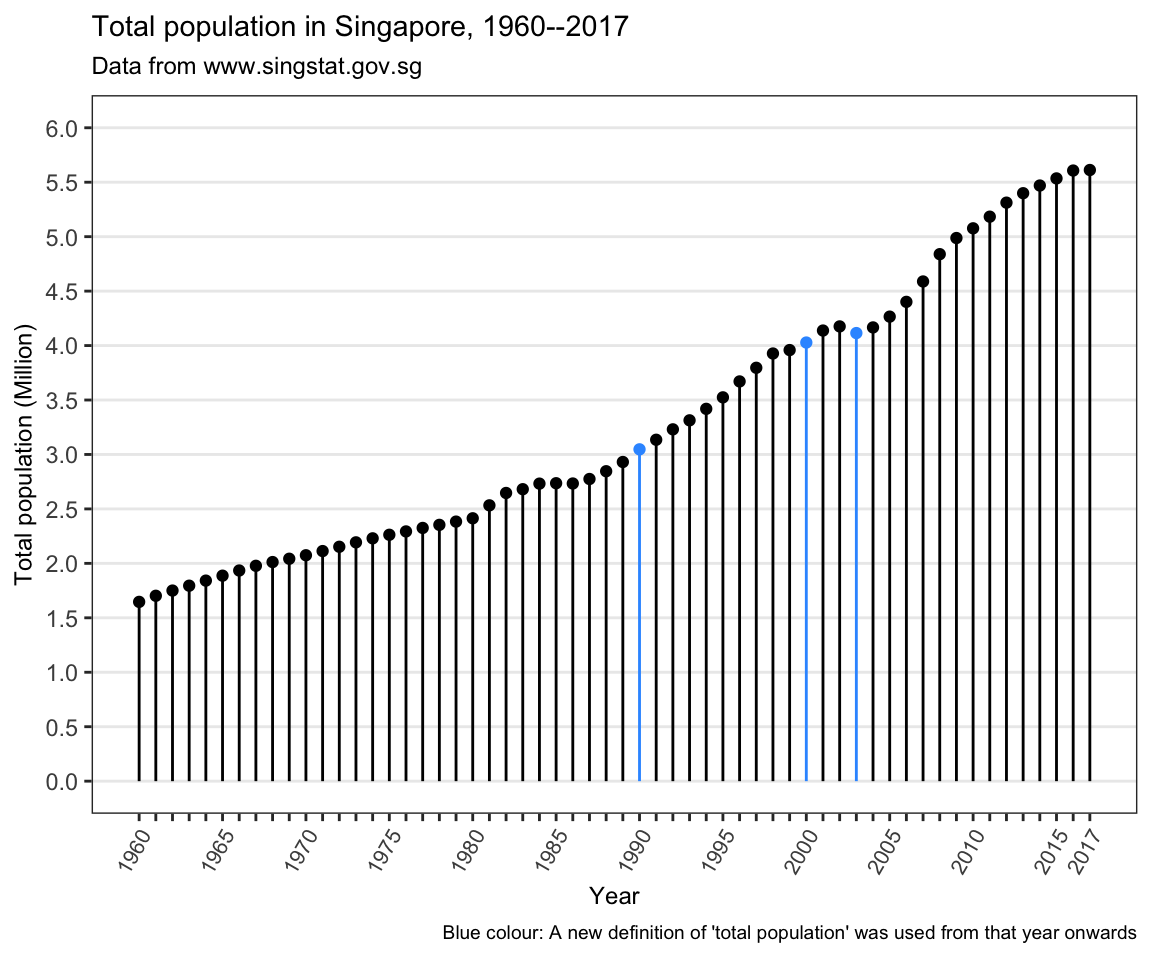 Total population in Singapore, 1960--2017
Data from www.singstat.gov.sg
Total population (Million)
6.0
5.5
5.0
4.5
4.0
3.5
3.0
2.5
2.0
1.5
1.0
0.5
0.0
1960 1965 1970 1975 1980 1985 1990 1995 2000 2005 2010 2015 2017
Year
Blue colour: A new definition of 'total population' was used from that year onwards